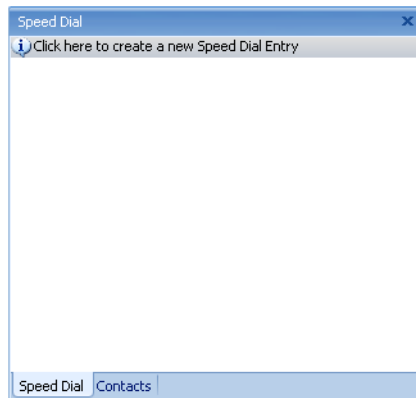 Speed Dial
Click here to create a new Speed Dial Entry
Speed Dial Contacts